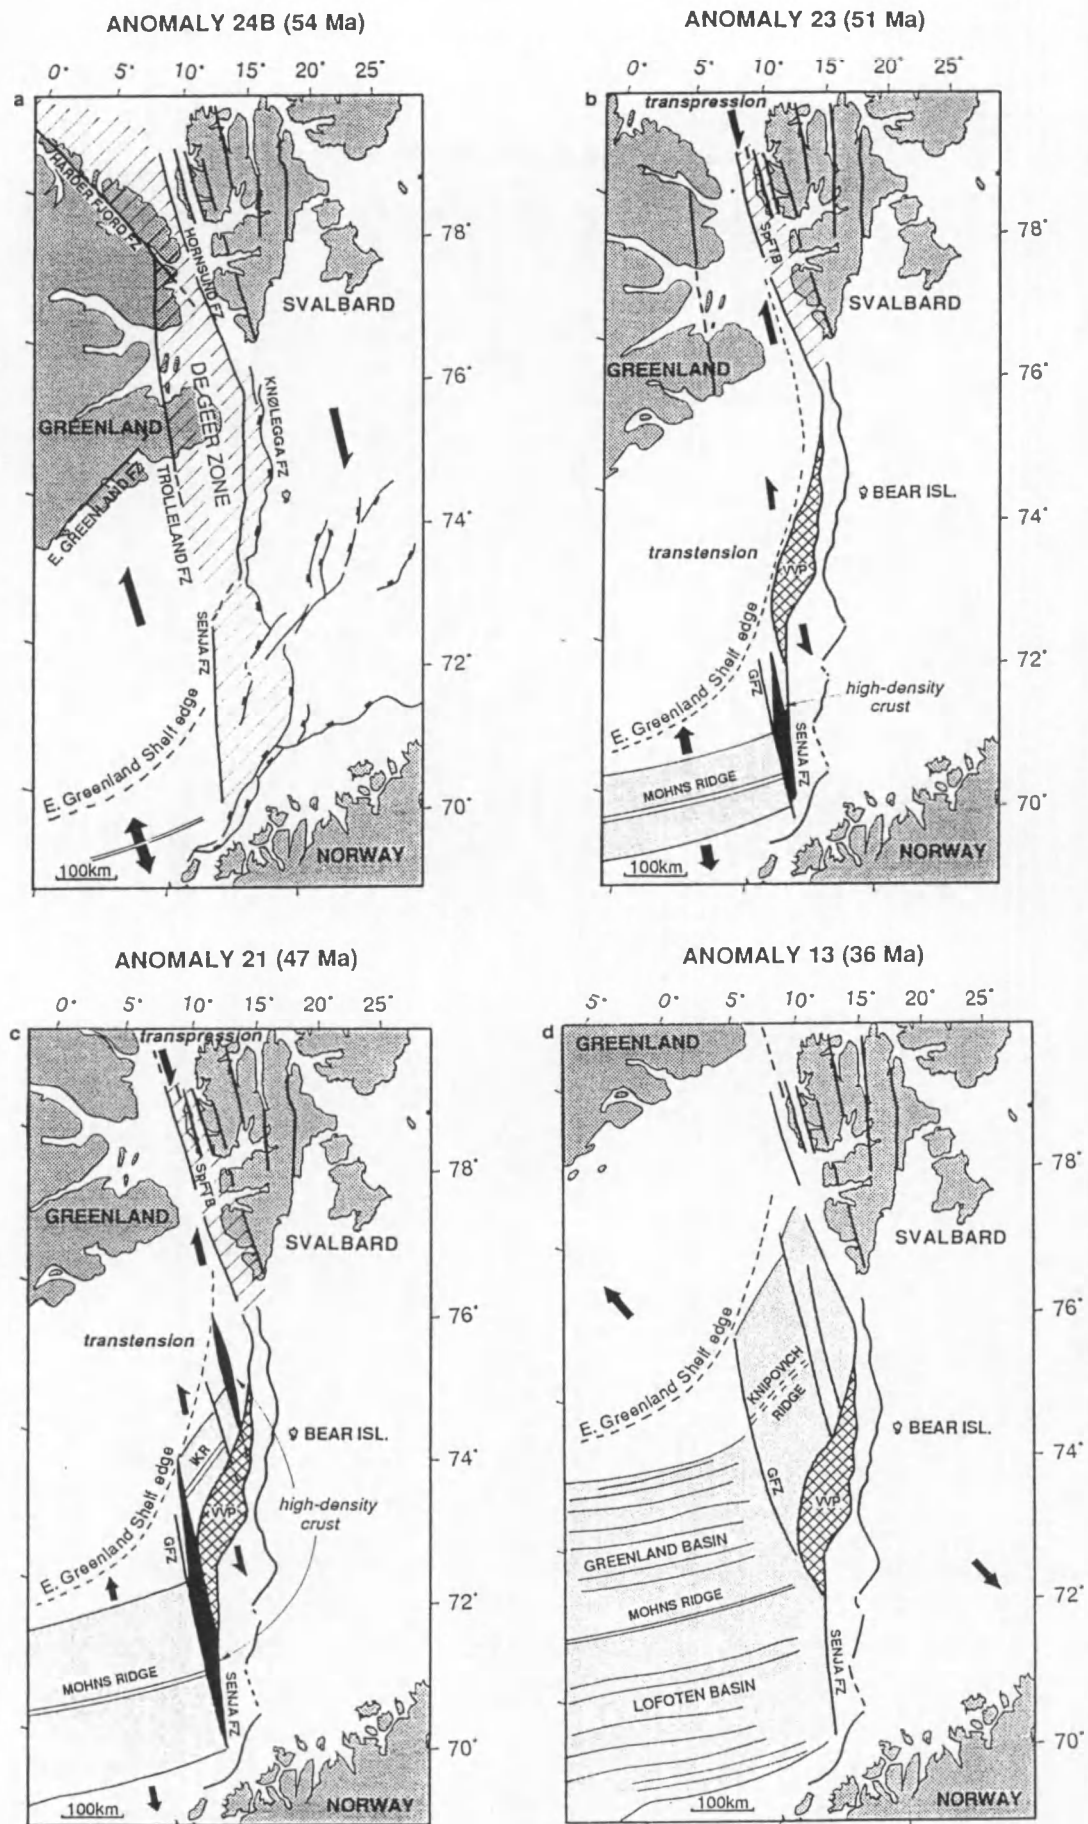 ANOMALY 24B (54 Ma)
0° 5° 10° 15° 20° 25°
a
HARDER FJORD FZ
HORNSUND FZ
78°
SVALBARD
76°
DE GEER ZONE
KNØLEGGA FZ
GREENLAND
E. GREENLAND FZ
TROLLELAND FZ
74°
SENJA FZ
72°
E. Greenland Shelf edge
70°
NORWAY
100km
ANOMALY 23 (51 Ma)
0° 5° 10° 15° 20° 25°
b
transpression
SpFTB
78°
SVALBARD
GREENLAND
76°
BEAR ISL.
74°
transtension
VVP
E. Greenland Shelf edge
GFZ
72°
high-density
crust
MOHNS RIDGE
SENJA FZ
70°
NORWAY
100km
ANOMALY 21 (47 Ma)
0° 5° 10° 15° 20° 25°
c
transpression
78°
SpFTB
GREENLAND
SVALBARD
76°
transtension
BEAR ISL.
74°
IKR
E. Greenland Shelf edge
VVP
high-density
crust
GFZ
72°
MOHNS RIDGE
SENJA FZ
70°
100km
NORWAY
ANOMALY 13 (36 Ma)
-5° 0° 5° 10° 15° 20° 25°
d
GREENLAND
78°
SVALBARD
76°
E. Greenland Shelf edge
KNIPOVICH
RIDGE
BEAR ISL.
74°
GFZ
VVP
GREENLAND BASIN
72°
MOHNS RIDGE
SENJA FZ
LOFOTEN BASIN
70°
100km
NORWAY